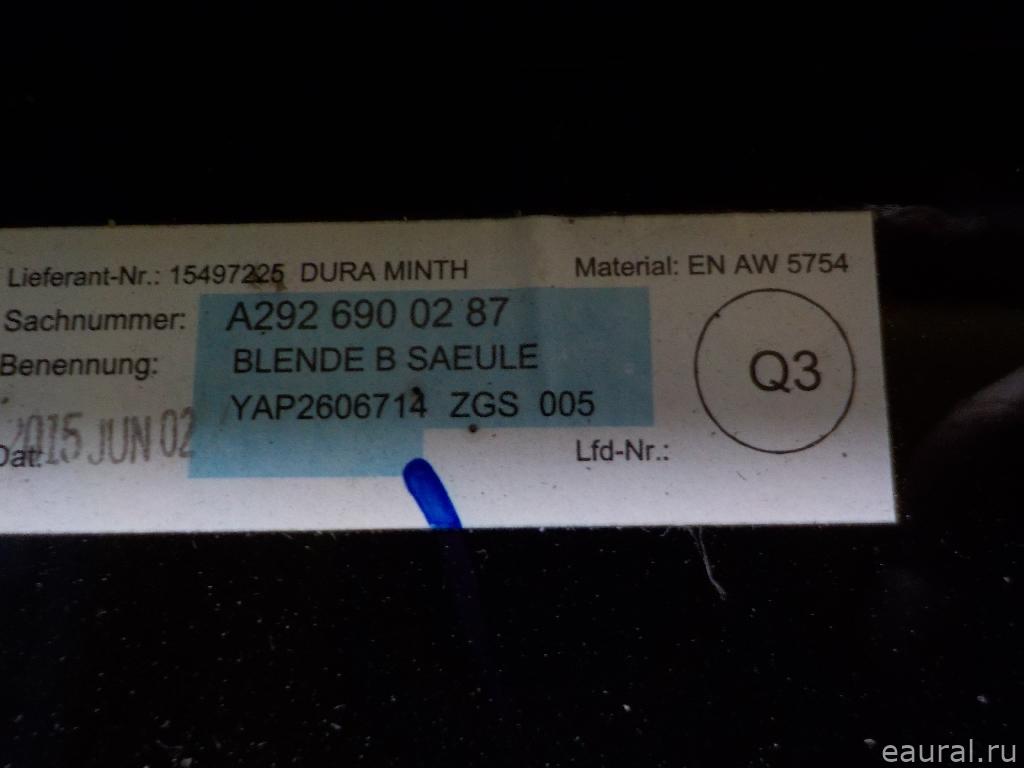 Lieferant-Nr.: 15497225 DURA MINTH
Material: EN AW 5754
Sachnummer: A292 690 02 87
Benennung: BLENDE B SAEULE
Q3
YAP2606714 ZGS 005
Dat: 2015 JUN 02
Lfd-Nr.:
eaural.ru